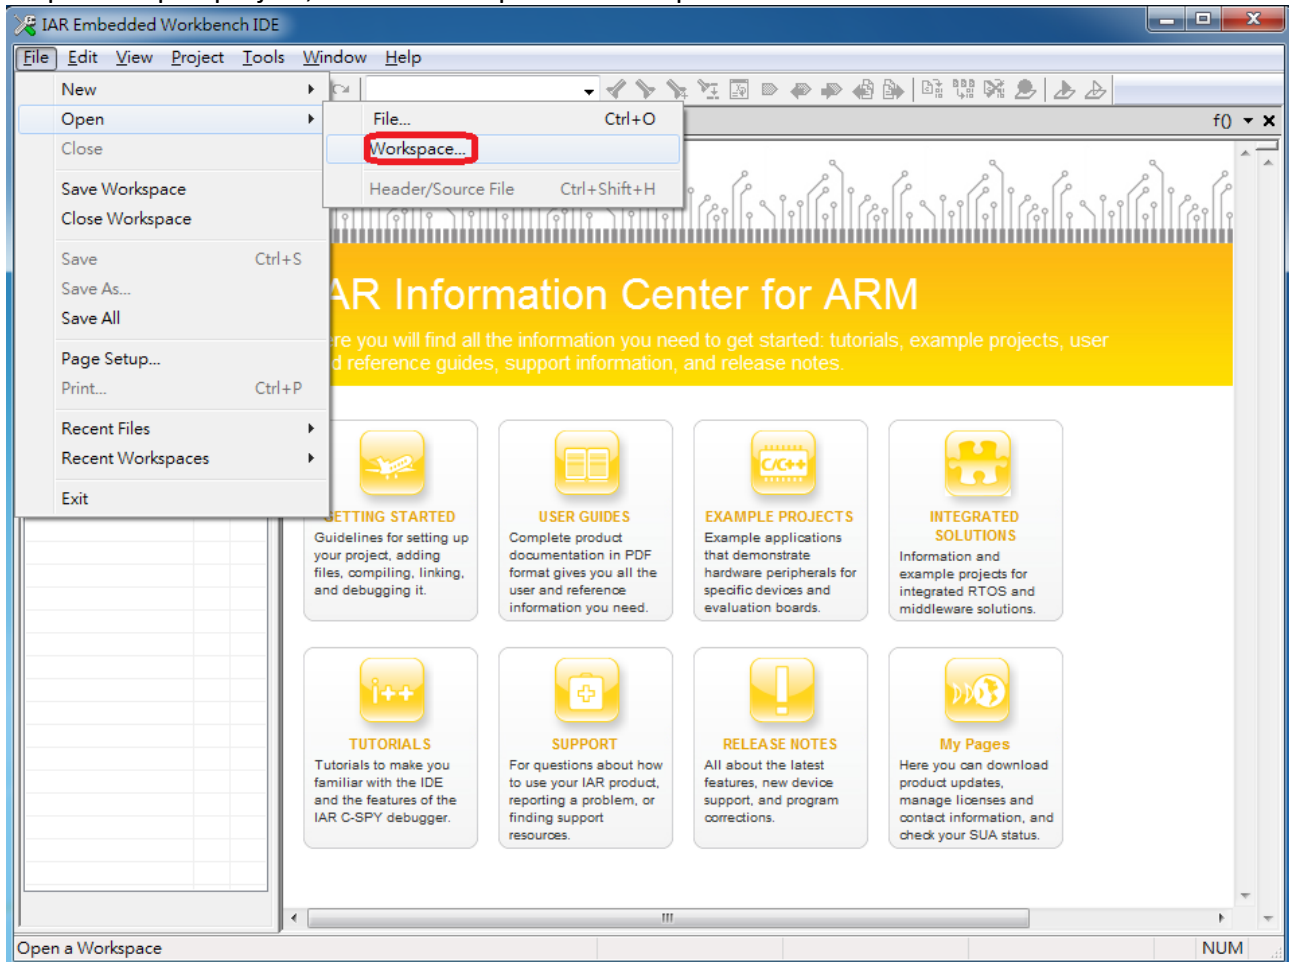 IAR Embedded Workbench IDE
File Edit View Project Tools Window Help
New
Open
Close
Save Workspace
Close Workspace
Save Ctrl+S
Save As...
Save All
Page Setup...
Print... Ctrl+P
Recent Files
Recent Workspaces
Exit
File... Ctrl+O
Workspace...
Header/Source File Ctrl+Shift+H
f()
AR Information Center for ARM
re you will find all the information you need to get started: tutorials, example projects, user
d reference guides, support information, and release notes.
GETTING STARTED
Guidelines for setting up
your project, adding
files, compiling, linking,
and debugging it.
USER GUIDES
Complete product
documentation in PDF
format gives you all the
user and reference
information you need.
C/C++
EXAMPLE PROJECTS
Example applications
that demonstrate
hardware peripherals for
specific devices and
evaluation boards.
INTEGRATED
SOLUTIONS
Information and
example projects for
integrated RTOS and
middleware solutions.
i++
TUTORIALS
Tutorials to make you
familiar with the IDE
and the features of the
IAR C-SPY debugger.
SUPPORT
For questions about how
to use your IAR product,
reporting a problem, or
finding support
resources.
RELEASE NOTES
All about the latest
features, new device
support, and program
corrections.
My Pages
Here you can download
product updates,
manage licenses and
contact information, and
check your SUA status.
Open a Workspace
NUM